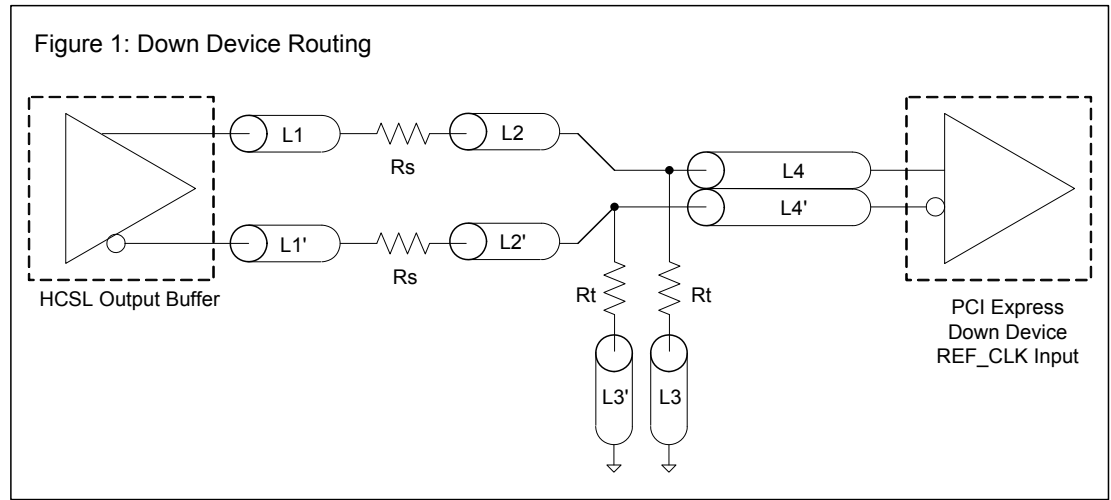 Figure 1: Down Device Routing
L1
Rs
L2
L4
L4'
L1'
Rs
L2'
HCSL Output Buffer
Rt
Rt
L3'
L3
PCI Express
Down Device
REF_CLK Input